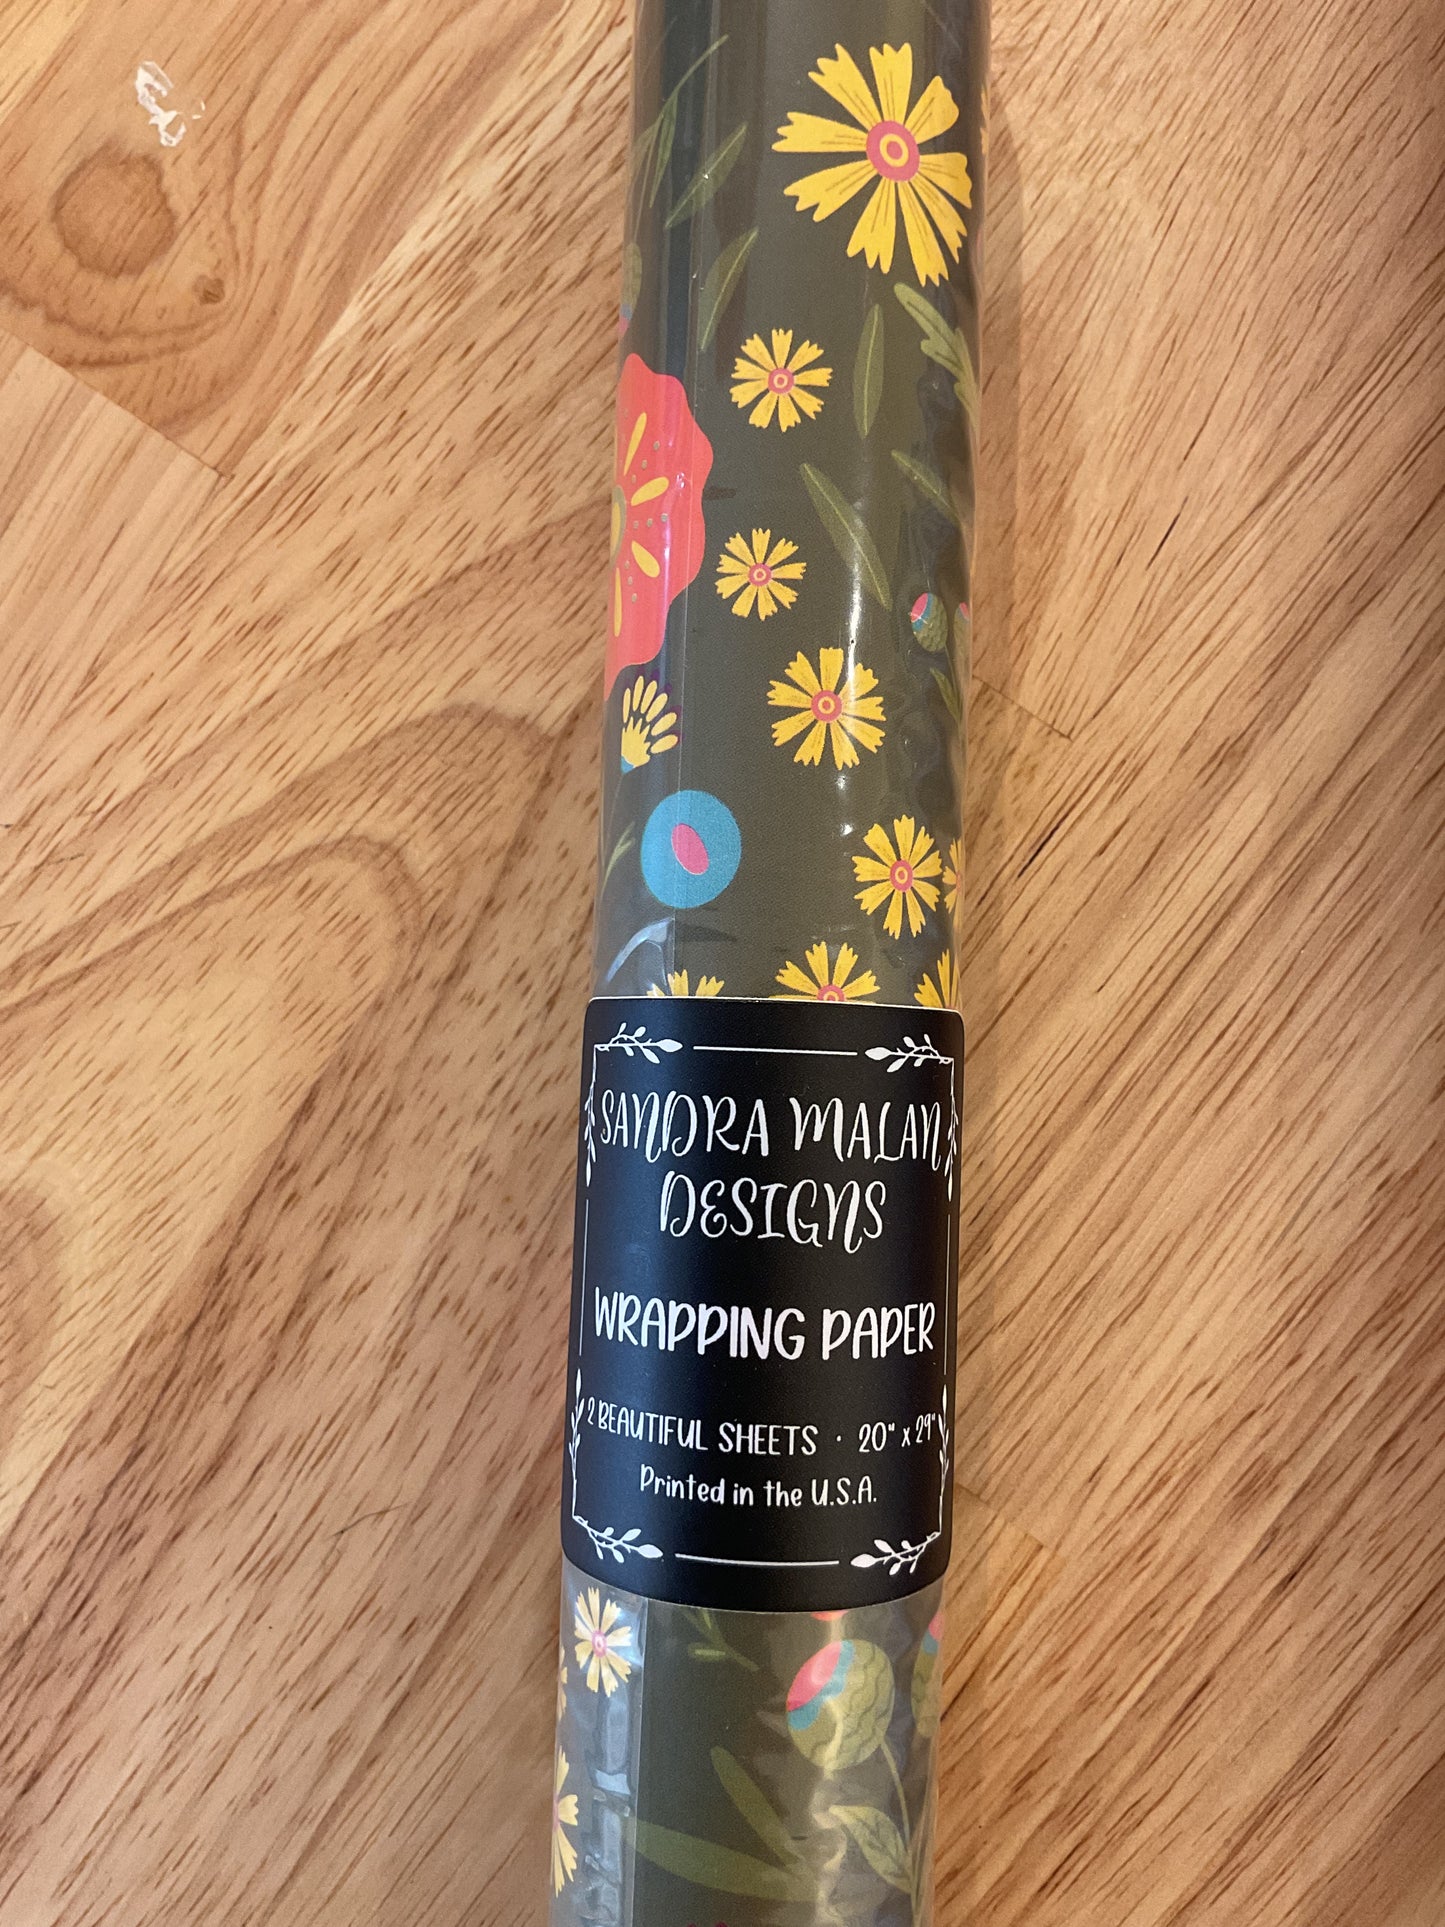 SANDRA MALAN
DESIGNS
WRAPPING PAPER
2 BEAUTIFUL SHEETS · 20" x 29"
Printed in the U.S.A.